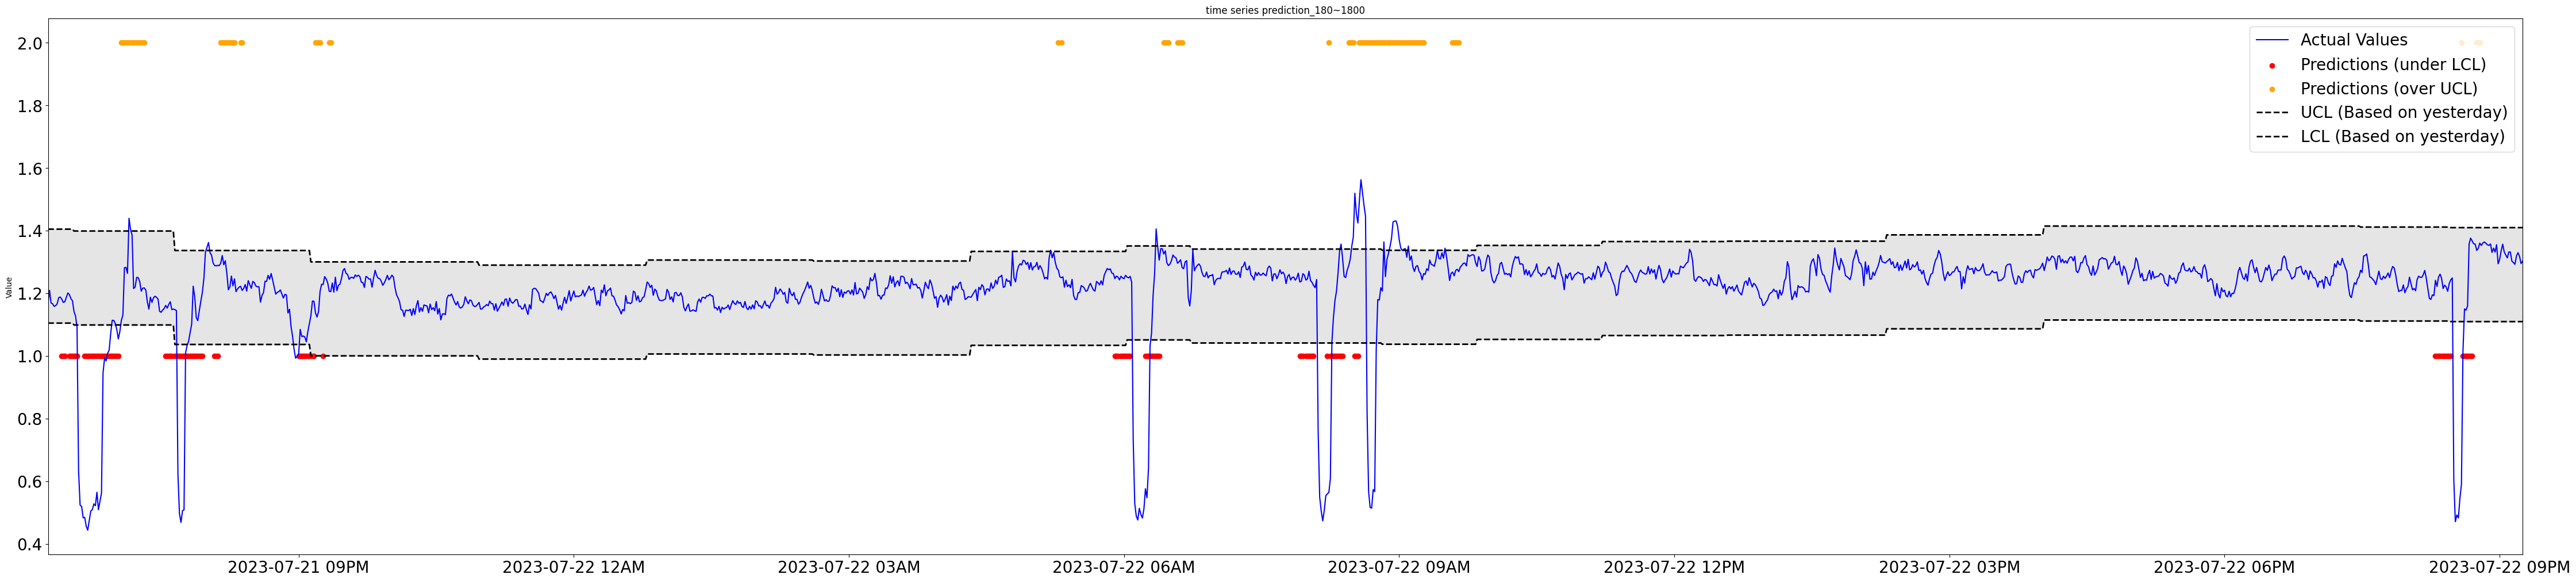 time series prediction_180~1800
2.0
1.8
1.6
1.4
1.2
1.0
0.8
0.6
0.4
Value
Actual Values
Predictions (under LCL)
Predictions (over UCL)
UCL (Based on yesterday)
LCL (Based on yesterday)
2023-07-21 09PM
2023-07-22 12AM
2023-07-22 03AM
2023-07-22 06AM
2023-07-22 09AM
2023-07-22 12PM
2023-07-22 03PM
2023-07-22 06PM
2023-07-22 09PM